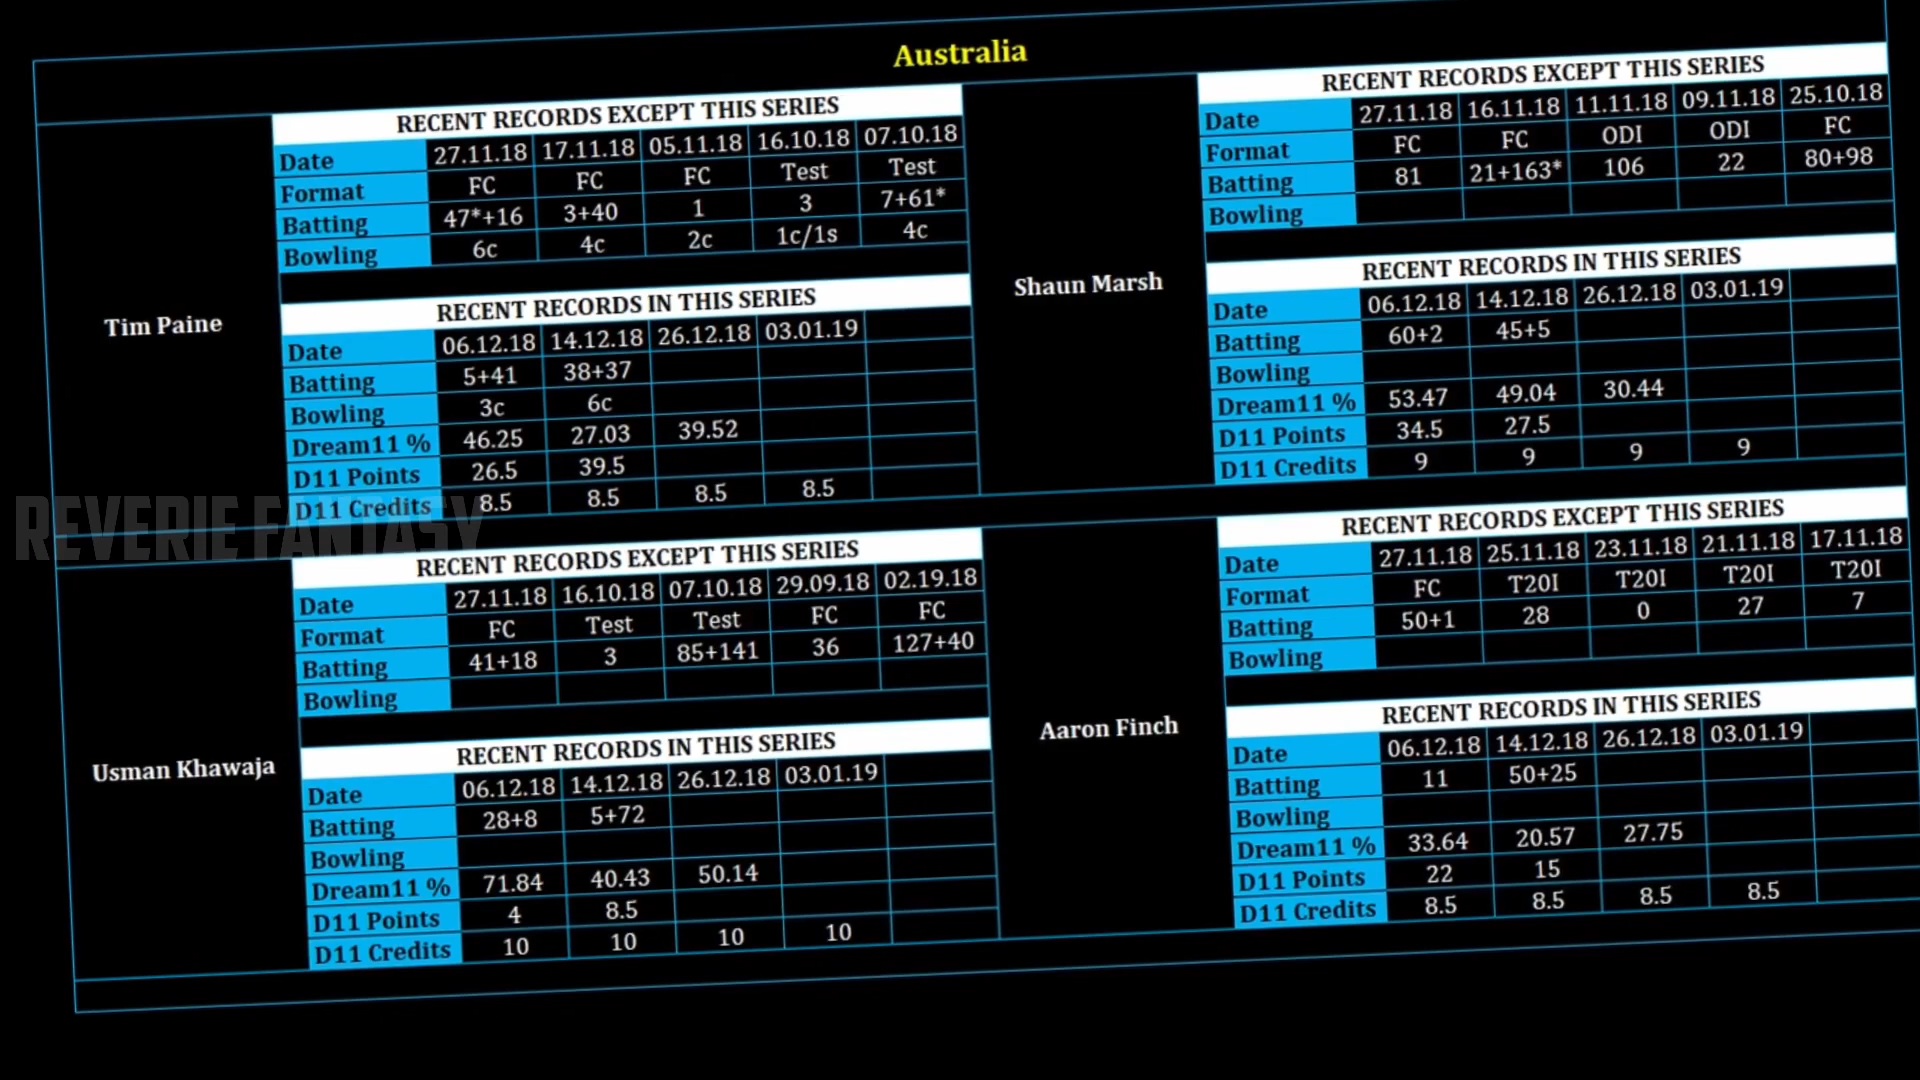 Australia
Tim Paine
RECENT RECORDS EXCEPT THIS SERIES
Date 27.11.18 17.11.18 05.11.18 16.10.18 07.10.18
Format FC FC FC Test Test
Batting 47*+16 3+40 1 3 7+61*
Bowling 6c 4c 2c 1c/1s 4c
RECENT RECORDS IN THIS SERIES
Date 06.12.18 14.12.18 26.12.18 03.01.19
Batting 5+41 38+37
Bowling 3c 6c
Dream11 % 46.25 27.03 39.52
D11 Points 26.5 39.5
D11 Credits 8.5 8.5 8.5 8.5
Shaun Marsh
RECENT RECORDS EXCEPT THIS SERIES
Date 27.11.18 16.11.18 11.11.18 09.11.18 25.10.18
Format FC FC ODI ODI FC
Batting 81 21+163* 106 22 80+98
Bowling
RECENT RECORDS IN THIS SERIES
Date 06.12.18 14.12.18 26.12.18 03.01.19
Batting 60+2 45+5
Bowling
Dream11 % 53.47 49.04 30.44
D11 Points 34.5 27.5
D11 Credits 9 9 9 9
REVERIE FANTASY
Usman Khawaja
RECENT RECORDS EXCEPT THIS SERIES
Date 27.11.18 16.10.18 07.10.18 29.09.18 02.19.18
Format FC Test Test FC FC
Batting 41+18 3 85+141 36 127+40
Bowling
RECENT RECORDS IN THIS SERIES
Date 06.12.18 14.12.18 26.12.18 03.01.19
Batting 28+8 5+72
Bowling
Dream11 % 71.84 40.43 50.14
D11 Points 4 8.5
D11 Credits 10 10 10 10
Aaron Finch
RECENT RECORDS EXCEPT THIS SERIES
Date 27.11.18 25.11.18 23.11.18 21.11.18 17.11.18
Format FC T20I T20I T20I T20I
Batting 50+1 28 0 27 7
Bowling
RECENT RECORDS IN THIS SERIES
Date 06.12.18 14.12.18 26.12.18 03.01.19
Batting 11 50+25
Bowling
Dream11 % 33.64 20.57 27.75
D11 Points 22 15
D11 Credits 8.5 8.5 8.5 8.5